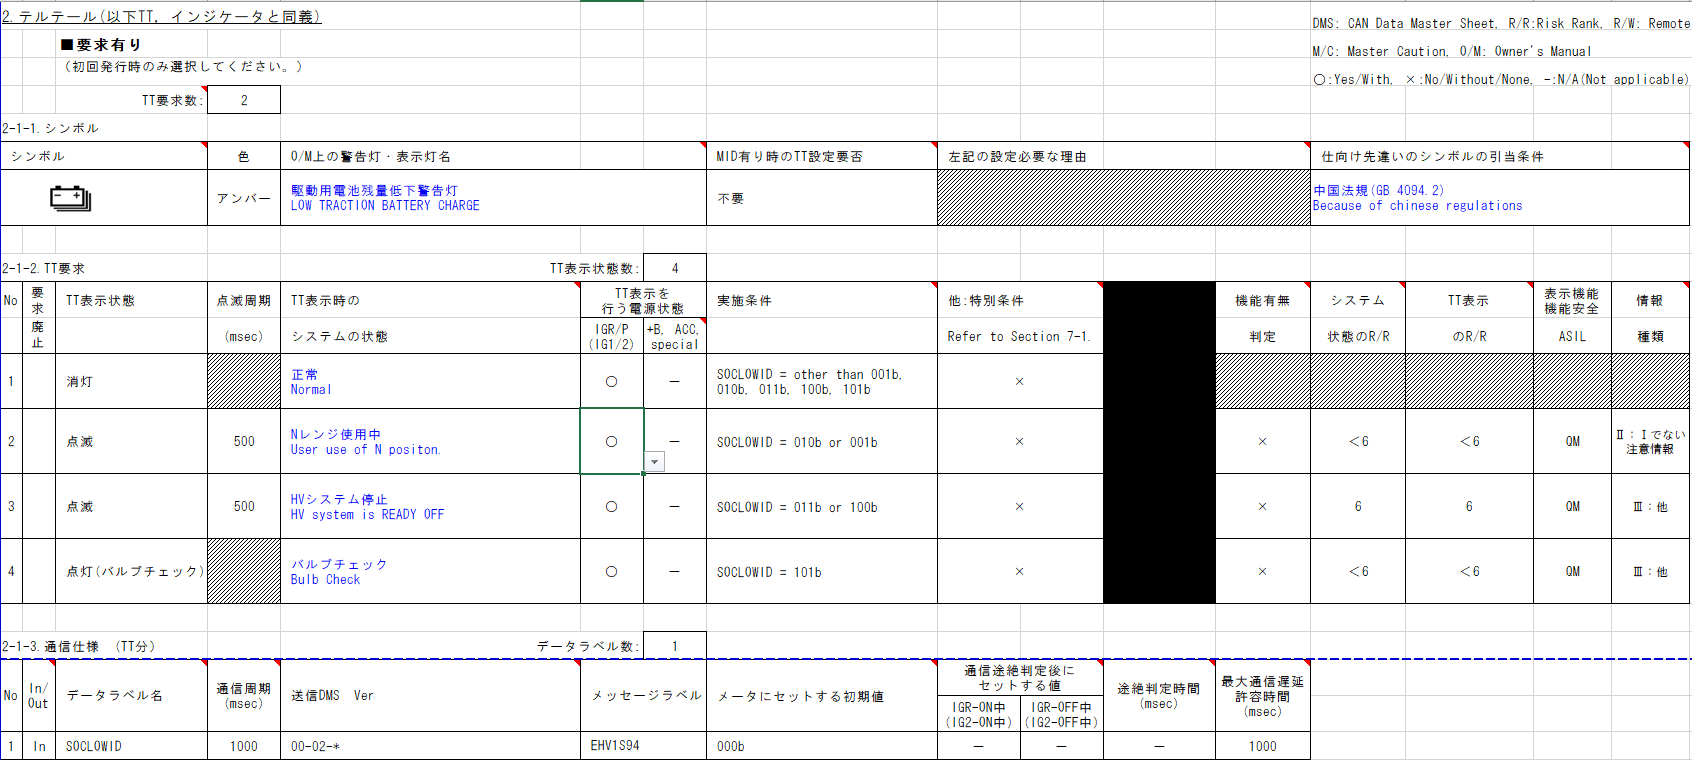 2.テルテール(以下TT, インジケータと同義)
DMS: CAN Data Master Sheet, R/R:Risk Rank, R/W: Remote
■要求有り
M/C: Master Caution, O/M: Owner's Manual
（初回発行時のみ選択してください。）
〇:Yes/With, ×:No/Without/None, −:N/A(Not applicable)
TT要求数: 2
2-1-1.シンボル
シンボル 色 O/M上の警告灯・表示灯名 MID有り時のTT設定要否 左記の設定必要な理由 仕向け先違いのシンボルの引当条件
アンバー 駆動用電池残量低下警告灯 不要 中国法規(GB 4094.2)
LOW TRACTION BATTERY CHARGE Because of chinese regulations
2-1-2.TT要求 TT表示状態数: 4
No 要求廃止 TT表示状態 点滅周期 TT表示時の TT表示を 実施条件 他:特別条件 機能有無 システム TT表示 表示機能 情報
行う電源状態 機能安全
(msec) システムの状態 IGR/P +B, ACC, Refer to Section 7-1. 判定 状態のR/R のR/R ASIL 種類
(IG1/2) special
1 消灯 正常 〇 − SOCLOWID = other than 001b, ×
Normal 010b, 011b, 100b, 101b
2 点滅 500 Nレンジ使用中 〇 − SOCLOWID = 010b or 001b × × <6 <6 QM Ⅱ：Ⅰでない
User use of N positon. 注意情報
3 点滅 500 HVシステム停止 〇 − SOCLOWID = 011b or 100b × × 6 6 QM Ⅲ：他
HV system is READY OFF
4 点灯(バルブチェック) バルブチェック 〇 − SOCLOWID = 101b × × <6 <6 QM Ⅲ：他
Bulb Check
2-1-3.通信仕様 （TT分） データラベル数: 1
No In/ データラベル名 通信周期 送信DMS Ver メッセージラベル メータにセットする初期値 通信途絶判定後に 途絶判定時間 最大通信遅延
Out (msec) セットする値 (msec) 許容時間
IGR-ON中 IGR-OFF中 (msec)
(IG2-ON中) (IG2-OFF中)
1 In SOCLOWID 1000 00-02-* EHV1S94 000b − − − 1000